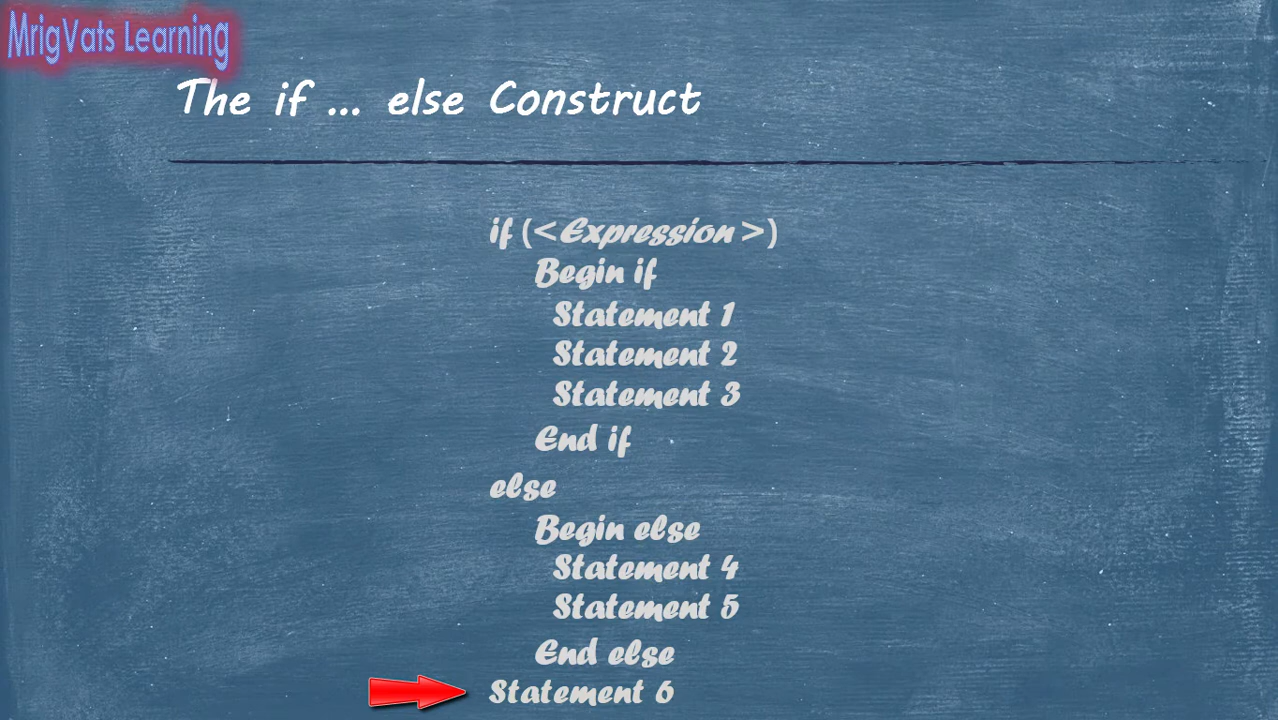 MrigVats Learning
The if ... else Construct
if (<Expression>)
Begin if
Statement 1
Statement 2
Statement 3
End if
else
Begin else
Statement 4
Statement 5
End else
Statement 6